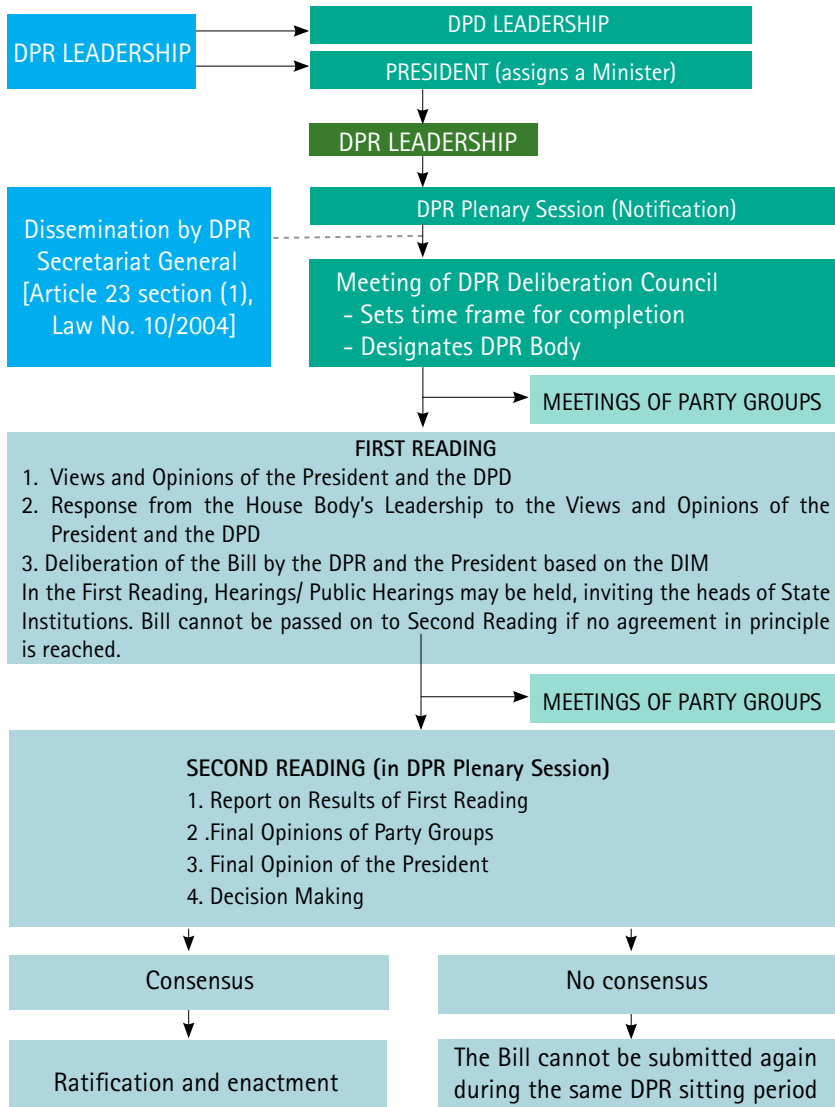 DPR LEADERSHIP
DPD LEADERSHIP
PRESIDENT (assigns a Minister)
DPR LEADERSHIP
DPR Plenary Session (Notification)
Dissemination by DPR
Secretariat General
[Article 23 section (1),
Law No. 10/2004]
Meeting of DPR Deliberation Council
- Sets time frame for completion
- Designates DPR Body
MEETINGS OF PARTY GROUPS
FIRST READING
1. Views and Opinions of the President and the DPD
2. Response from the House Body's Leadership to the Views and Opinions of the
President and the DPD
3. Deliberation of the Bill by the DPR and the President based on the DIM
In the First Reading, Hearings/ Public Hearings may be held, inviting the heads of State
Institutions. Bill cannot be passed on to Second Reading if no agreement in principle
is reached.
MEETINGS OF PARTY GROUPS
SECOND READING (in DPR Plenary Session)
1. Report on Results of First Reading
2 .Final Opinions of Party Groups
3. Final Opinion of the President
4. Decision Making
Consensus
No consensus
Ratification and enactment
The Bill cannot be submitted again
during the same DPR sitting period